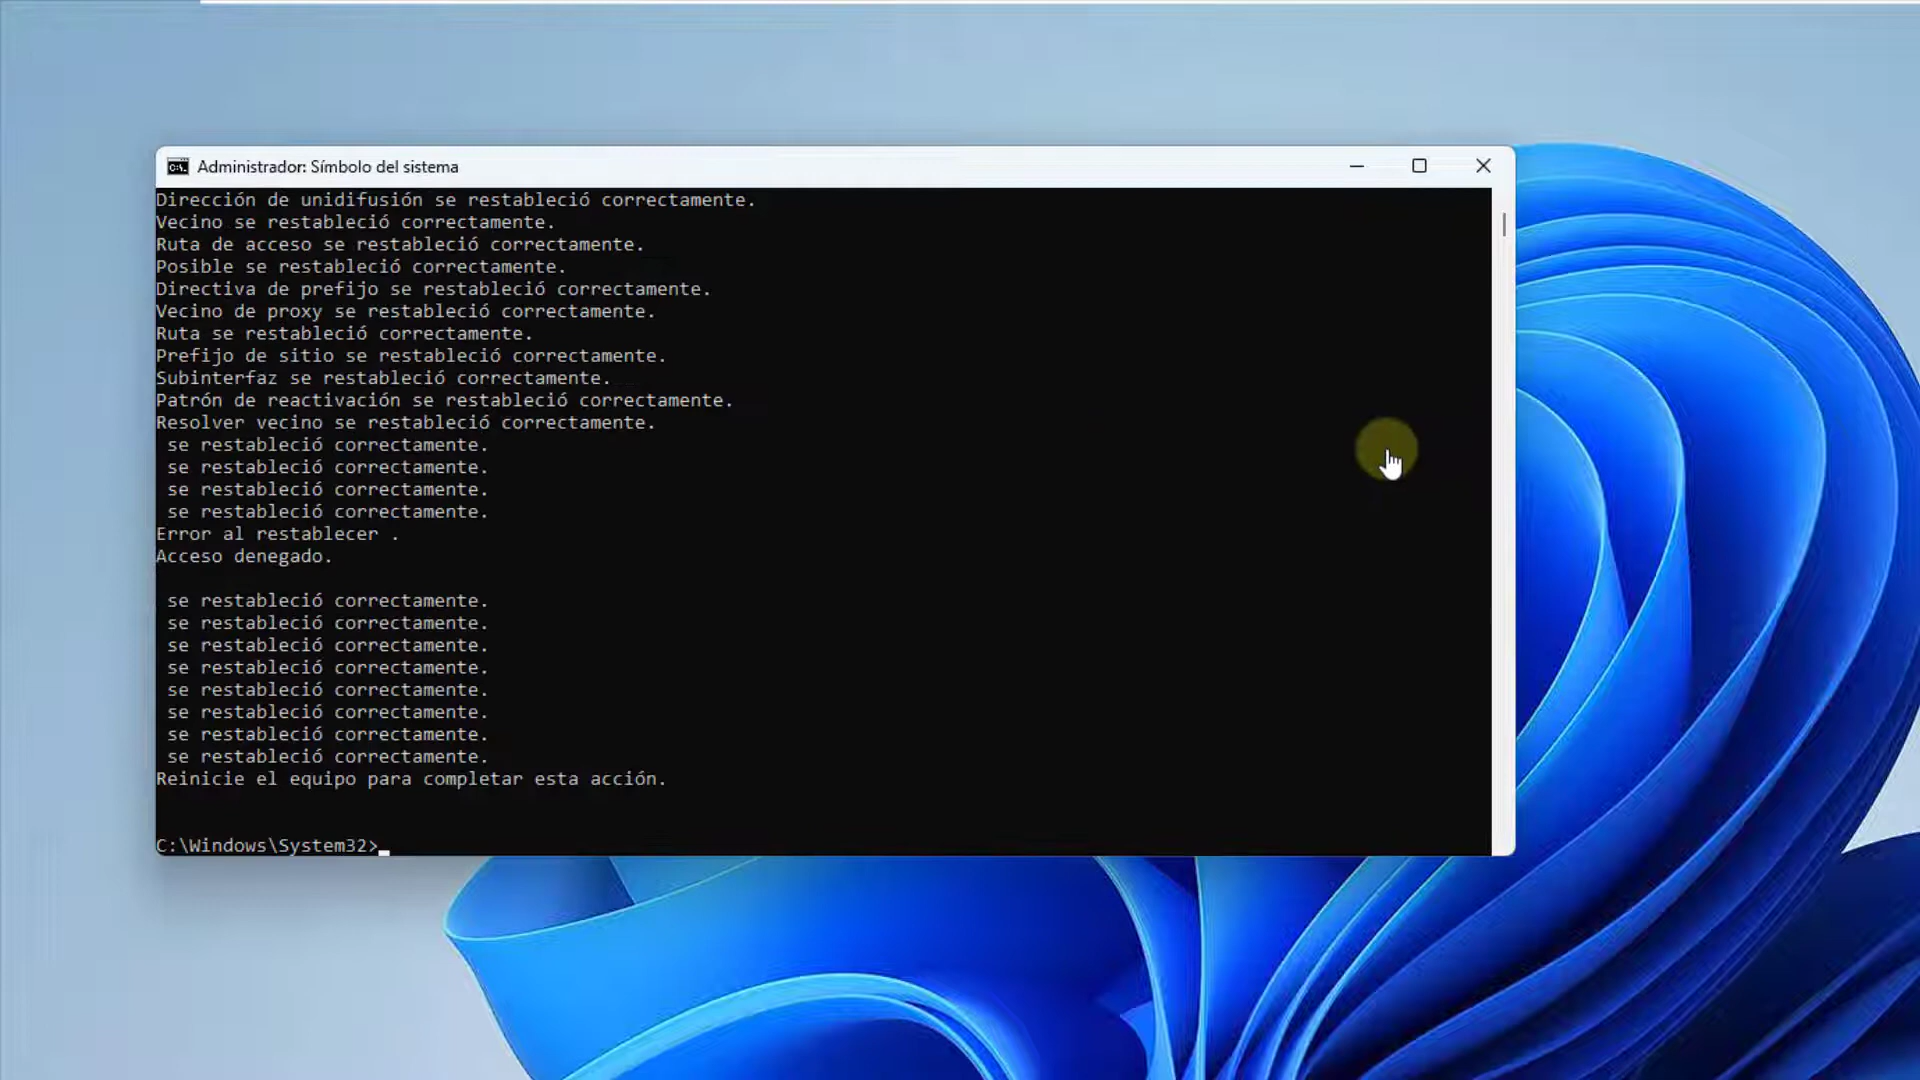 Administrador: Símbolo del sistema
Dirección de unidifusión se restableció correctamente.
Vecino se restableció correctamente.
Ruta de acceso se restableció correctamente.
Posible se restableció correctamente.
Directiva de prefijo se restableció correctamente.
Vecino de proxy se restableció correctamente.
Ruta se restableció correctamente.
Prefijo de sitio se restableció correctamente.
Subinterfaz se restableció correctamente.
Patrón de reactivación se restableció correctamente.
Resolver vecino se restableció correctamente.
 se restableció correctamente.
 se restableció correctamente.
 se restableció correctamente.
 se restableció correctamente.
Error al restablecer .
Acceso denegado.
 se restableció correctamente.
 se restableció correctamente.
 se restableció correctamente.
 se restableció correctamente.
 se restableció correctamente.
 se restableció correctamente.
 se restableció correctamente.
 se restableció correctamente.
Reinicie el equipo para completar esta acción.
C:\Windows\System32>